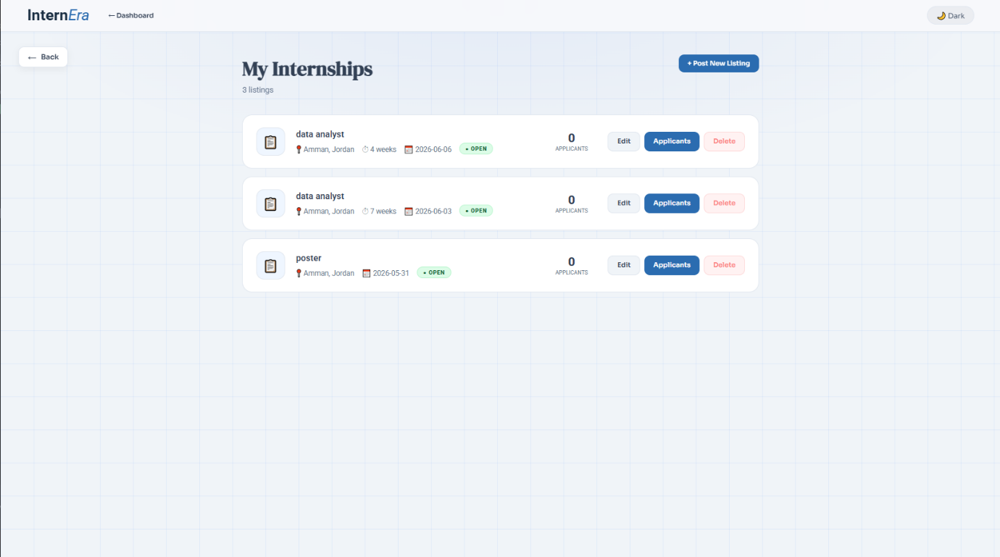 InternEra
←Dashboard
🌙 Dark
← Back
My Internships
+ Post New Listing
3 listings
data analyst
📍 Amman, Jordan ⏱ 4 weeks 📅 2026-06-06 • OPEN
0
APPLICANTS
Edit
Applicants
Delete
data analyst
📍 Amman, Jordan ⏱ 7 weeks 📅 2026-06-03 • OPEN
0
APPLICANTS
Edit
Applicants
Delete
poster
📍 Amman, Jordan 📅 2026-05-31 • OPEN
0
APPLICANTS
Edit
Applicants
Delete